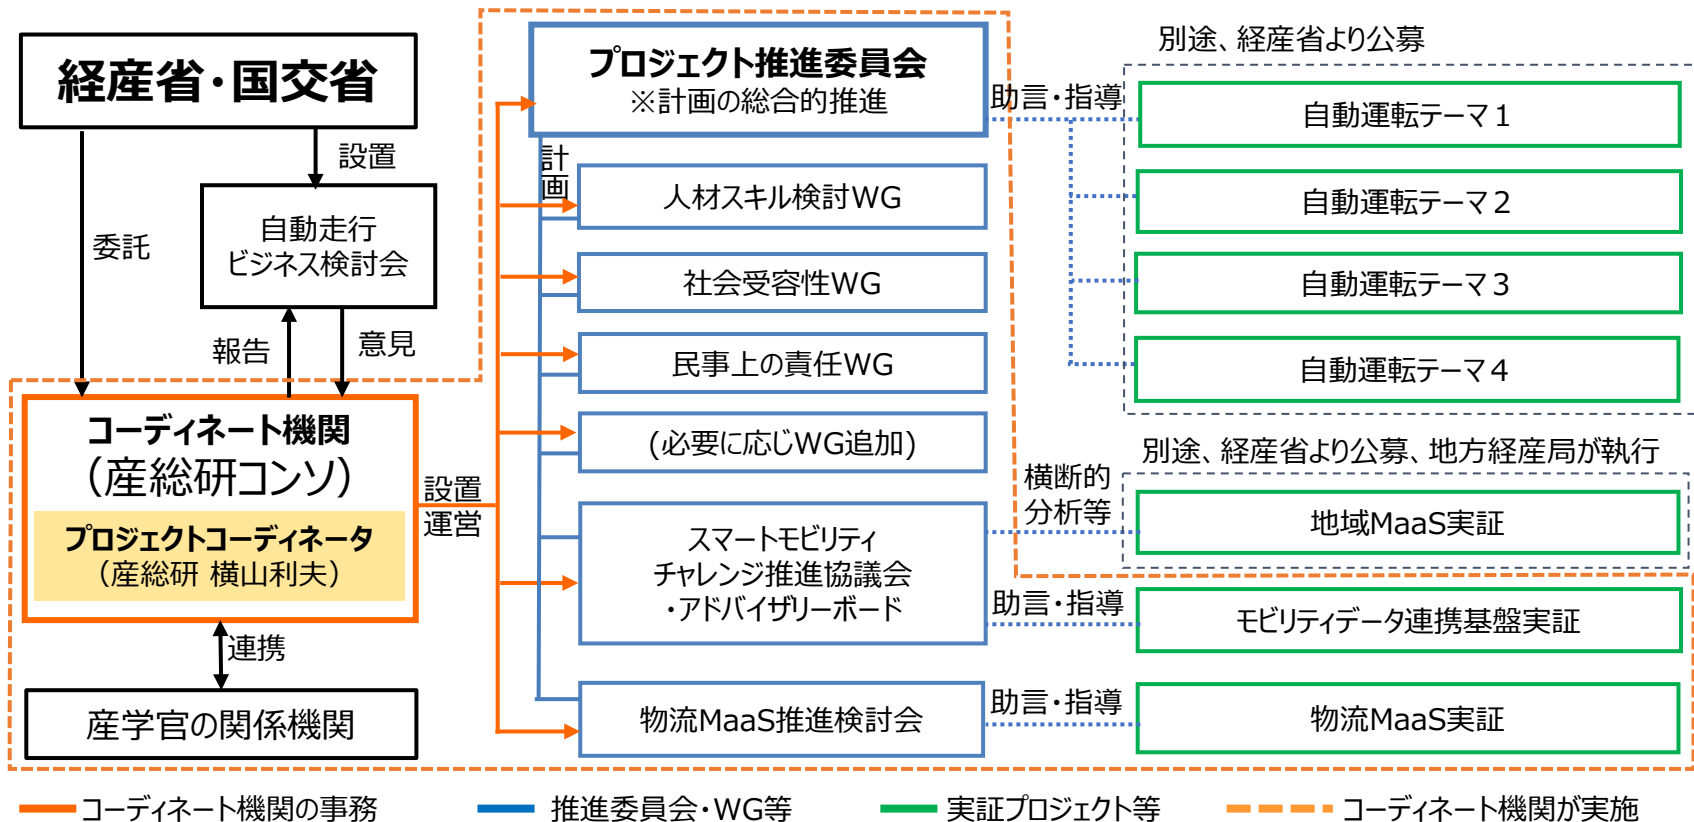 経産省・国交省
設置
委託
自動走行
ビジネス検討会
報告
意見
コーディネート機関
（産総研コンソ）
プロジェクトコーディネータ
（産総研 横山利夫）
設置
運営
連携
産学官の関係機関
プロジェクト推進委員会
※計画の総合的推進
計
画
人材スキル検討WG
社会受容性WG
民事上の責任WG
(必要に応じWG追加)
スマートモビリティ
チャレンジ推進協議会
・アドバイザリーボード
物流MaaS推進検討会
助言・指導
横断的
分析等
助言・指導
助言・指導
別途、経産省より公募
自動運転テーマ１
自動運転テーマ２
自動運転テーマ３
自動運転テーマ４
別途、経産省より公募、地方経産局が執行
地域MaaS実証
モビリティデータ連携基盤実証
物流MaaS実証
コーディネート機関の事務
推進委員会・WG等
実証プロジェクト等
コーディネート機関が実施